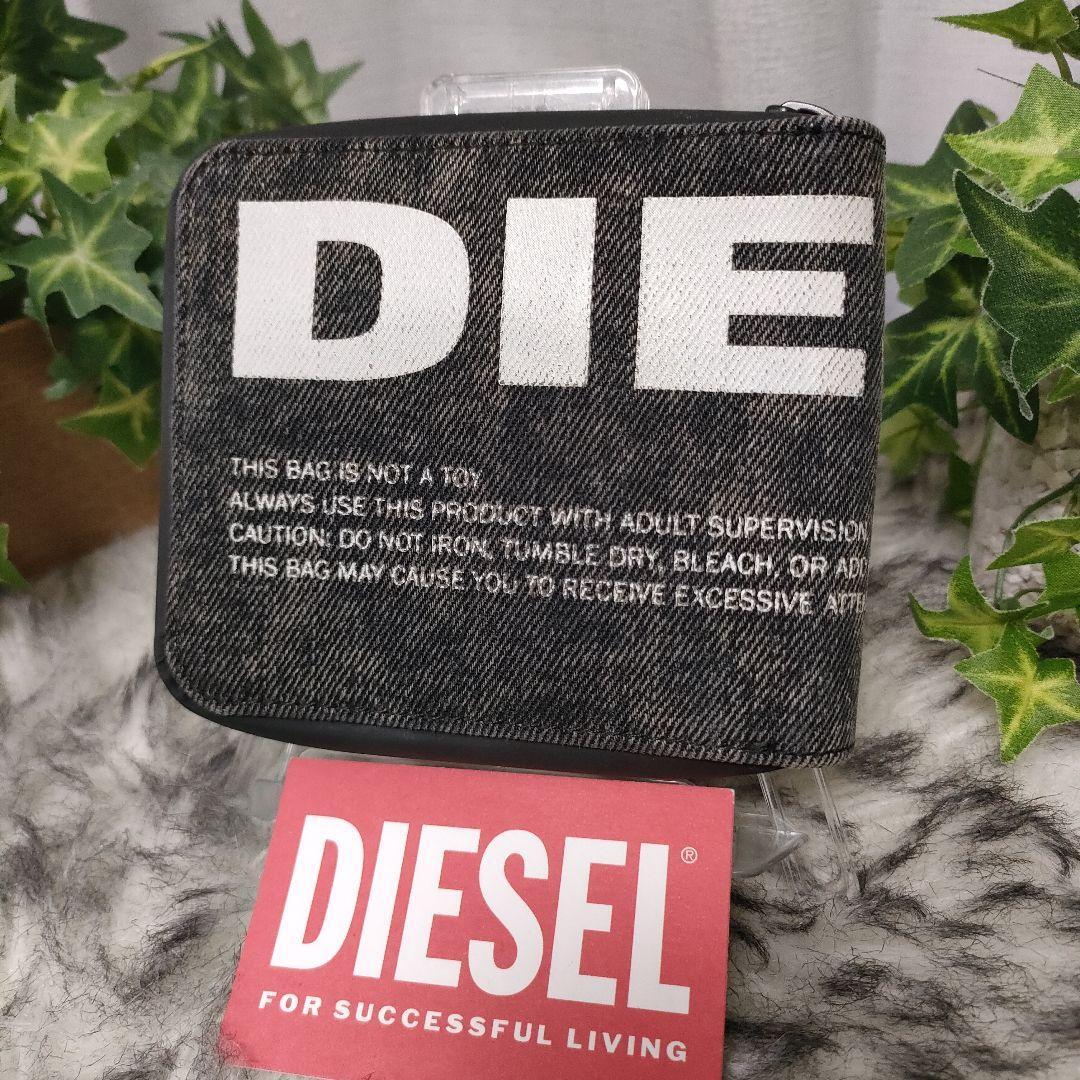 DIE
THIS BAG IS NOT A TOY
ALWAYS USE THIS PRODUCT WITH ADULT SUPERVISION
CAUTION: DO NOT IRON, TUMBLE DRY, BLEACH, OR
THIS BAG MAY CAUSE YOU TO RECEIVE EXCESSIVE
DIESEL®
FOR SUCCESSFUL LIVING